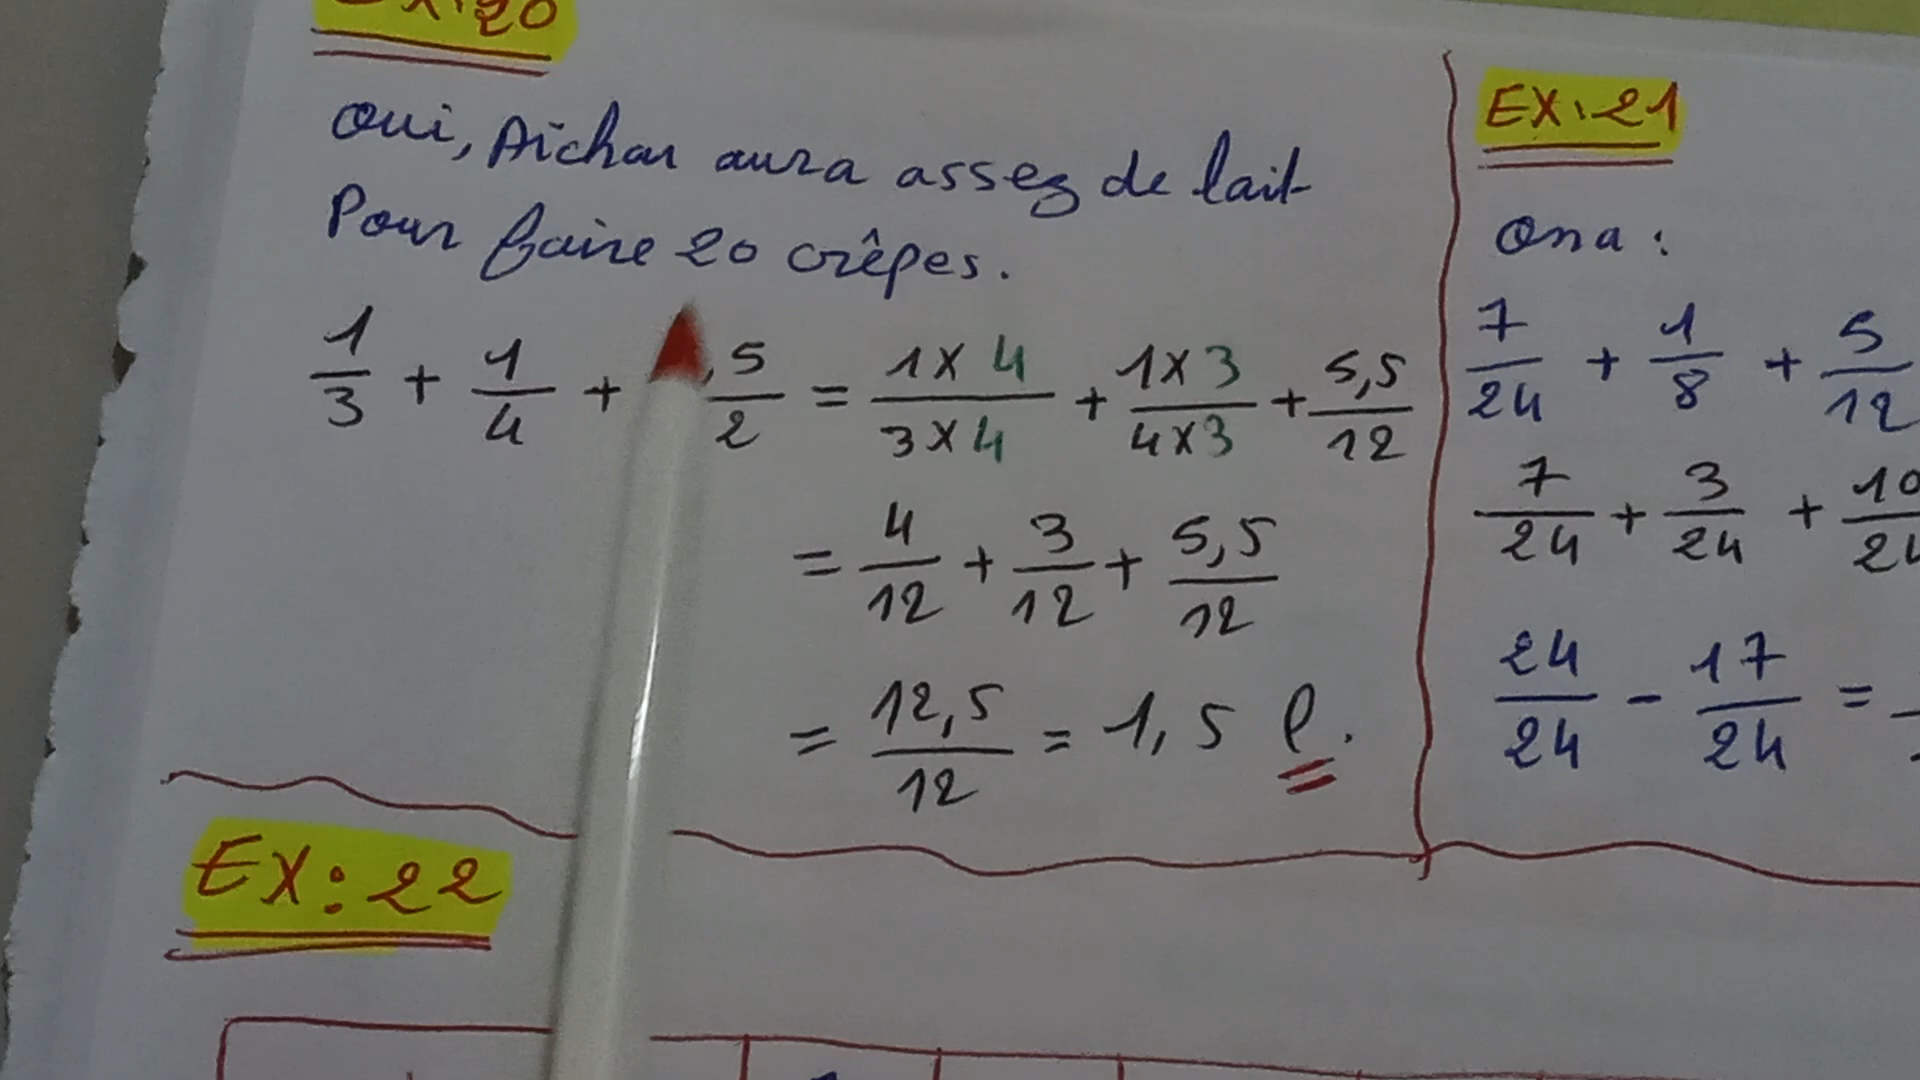 EX:20
Oui, Aichar aura assez de lait
Pour faire 20 crêpes.
1/3 + 1/4 + ,5/2 = 1×4/3×4 + 1×3/4×3 + 5,5/12
= 4/12 + 3/12 + 5,5/12
= 12,5/12 = 1,5 l.
EX:21
Ona:
7/24 + 1/8 + 5/12
7/24 + 3/24 + 10/24
24/24 - 17/24 =
EX:22